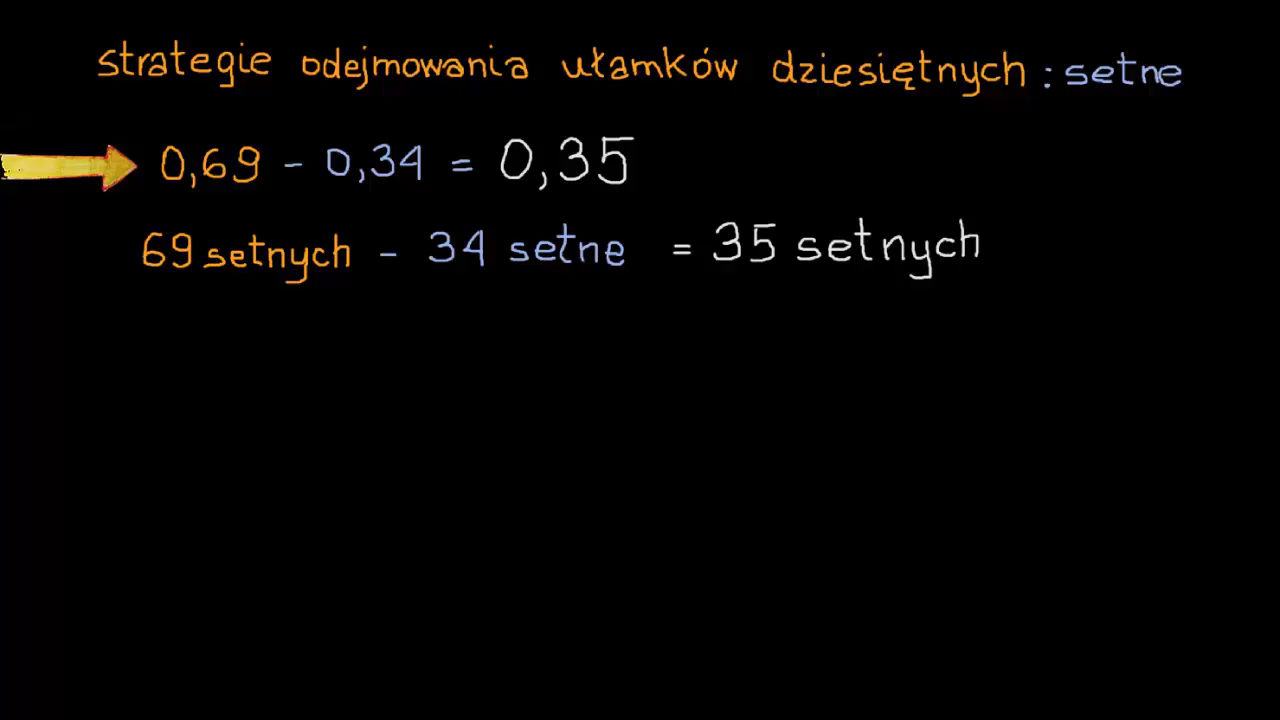 strategie odejmowania ułamków dziesiętnych : setne
0,69 - 0,34 = 0,35
69 setnych - 34 setne = 35 setnych